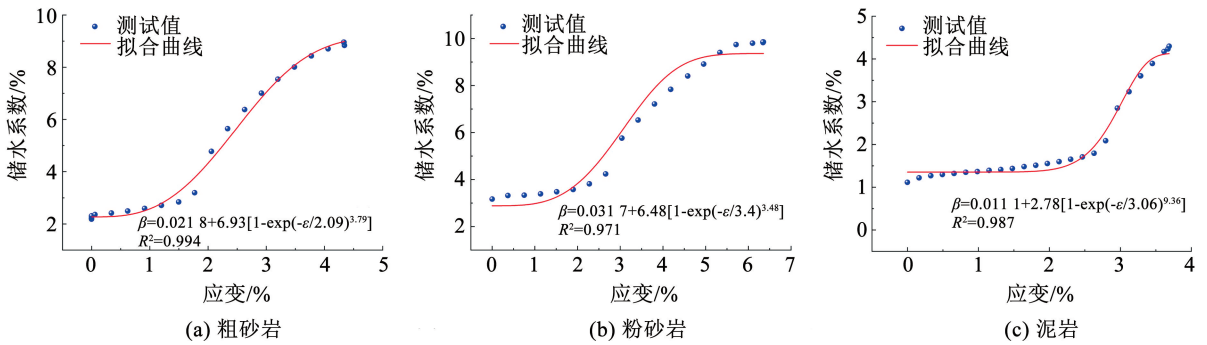 10
8
6
4
2
0
储水系数/%
测试值
拟合曲线
β=0.021 8+6.93[1-exp(-ε/2.09)^3.79]
R²=0.994
0 1 2 3 4 5
应变/%
(a) 粗砂岩
10
8
6
4
2
储水系数/%
测试值
拟合曲线
β=0.031 7+6.48[1-exp(-ε/3.4)^3.48]
R²=0.971
0 1 2 3 4 5 6 7
应变/%
(b) 粉砂岩
5
4
3
2
1
0
储水系数/%
测试值
拟合曲线
β=0.011 1+2.78[1-exp(-ε/3.06)^9.36]
R²=0.987
0 1 2 3 4
应变/%
(c) 泥岩